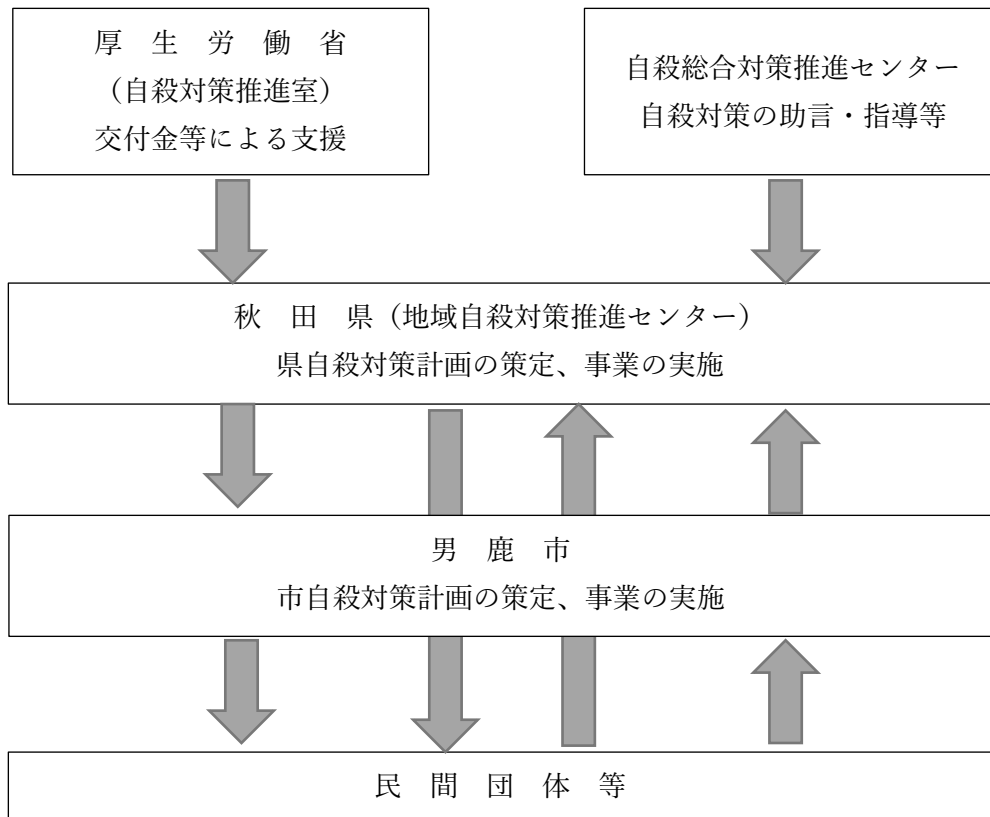 厚　生　労　働　省
（自殺対策推進室）
交付金等による支援
自殺総合対策推進センター
自殺対策の助言・指導等
秋　田　県（地域自殺対策推進センター）
県自殺対策計画の策定、事業の実施
男　鹿　市
市自殺対策計画の策定、事業の実施
民　間　団　体　等